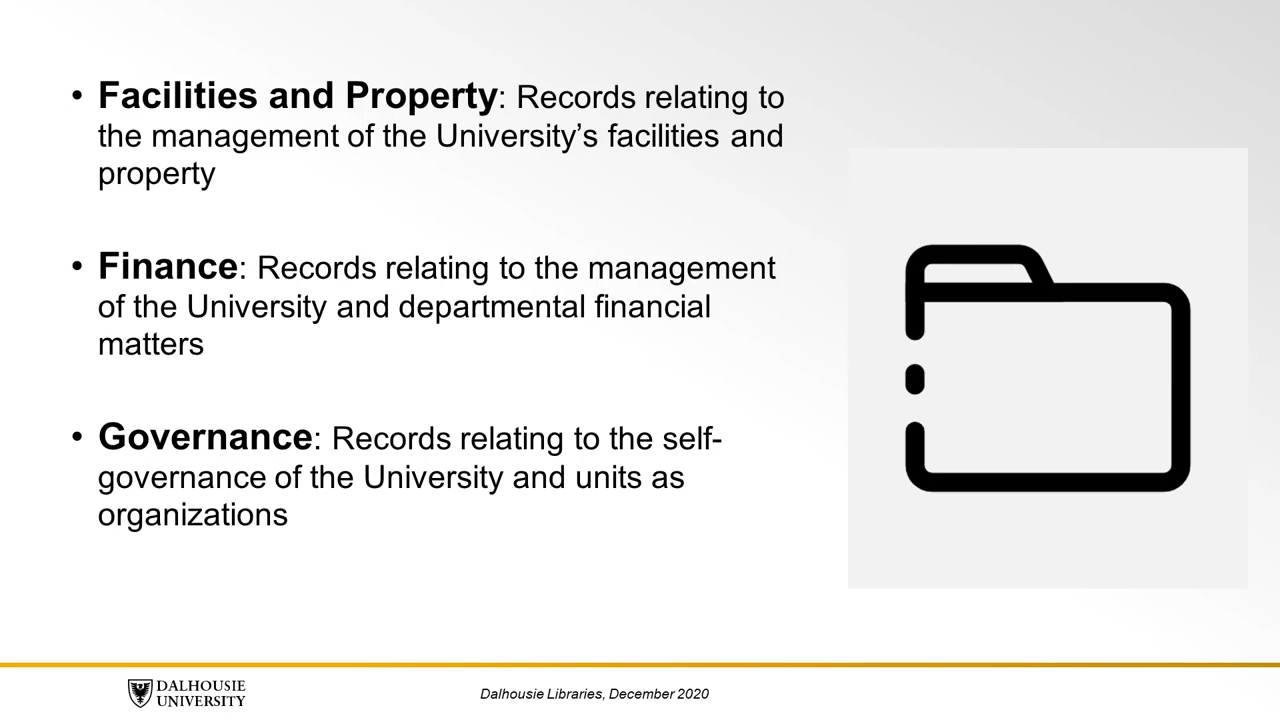 • Facilities and Property: Records relating to
the management of the University’s facilities and
property
• Finance: Records relating to the management
of the University and departmental financial
matters
• Governance: Records relating to the self-
governance of the University and units as
organizations
DALHOUSIE
UNIVERSITY
Dalhousie Libraries, December 2020